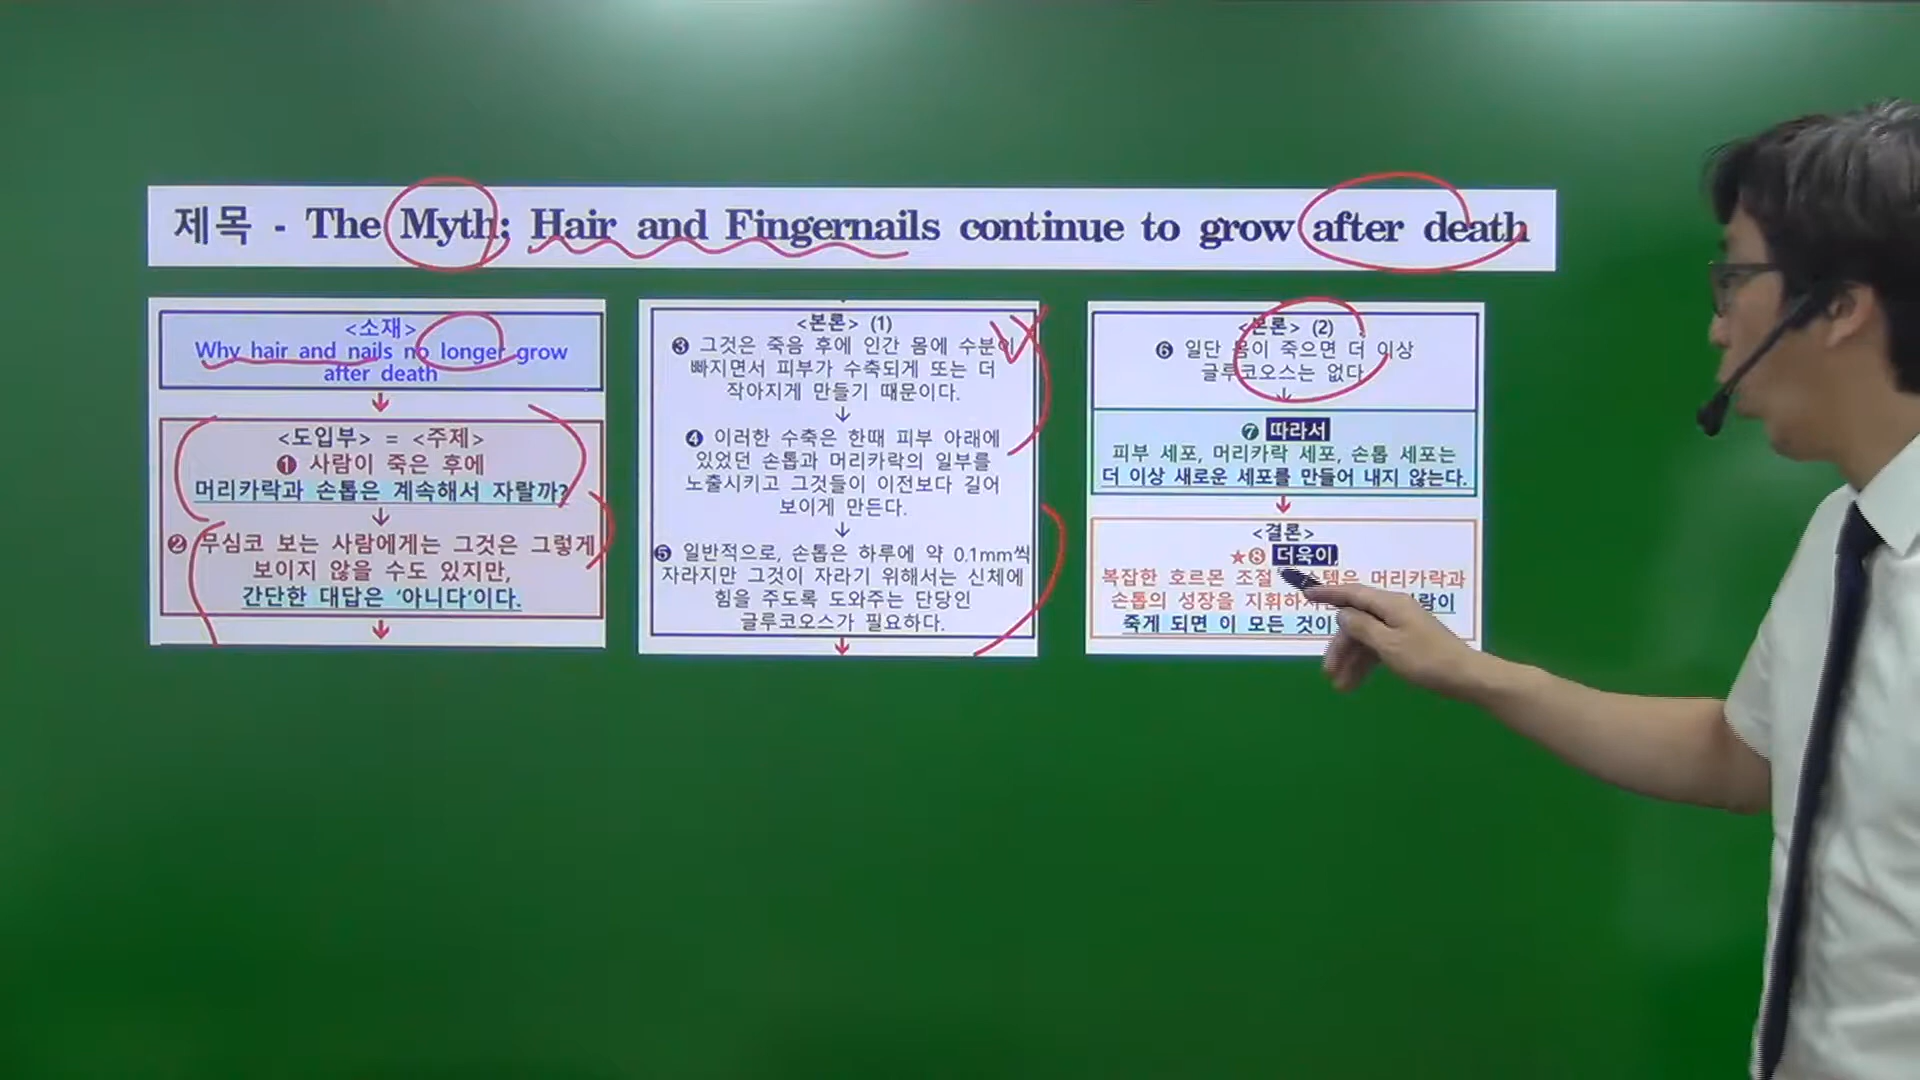 제목 - The Myth: Hair and Fingernails continue to grow after death
<소재>
Why hair and nails no longer grow
after death
<도입부> = <주제>
❶ 사람이 죽은 후에
머리카락과 손톱은 계속해서 자랄까?
❷ 무심코 보는 사람에게는 그것은 그렇게
보이지 않을 수도 있지만,
간단한 대답은 ‘아니다’이다.
<본론> (1)
❸ 그것은 죽음 후에 인간 몸에 수분이
빠지면서 피부가 수축되게 또는 더
작아지게 만들기 때문이다.
❹ 이러한 수축은 한때 피부 아래에
있었던 손톱과 머리카락의 일부를
노출시키고 그것들이 이전보다 길어
보이게 만든다.
❺ 일반적으로, 손톱은 하루에 약 0.1mm씩
자라지만 그것이 자라기 위해서는 신체에
힘을 주도록 도와주는 단당인
글루코오스가 필요하다.
<본론> (2)
❻ 일단 몸이 죽으면 더 이상
글루코오스는 없다
❼ 따라서
피부 세포, 머리카락 세포, 손톱 세포는
더 이상 새로운 세포를 만들어 내지 않는다.
<결론>
★❽ 더욱이,
복잡한 호르몬 조절 시스템은 머리카락과
손톱의 성장을 지휘하지만
죽게 되면 이 모든 것이